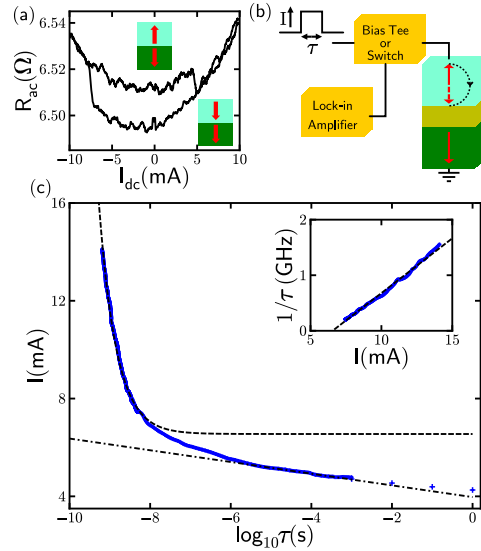 (a)
6.54
6.52
6.50
R_ac(Ω)
−10 −5 0 5 10
I_dc(mA)
(b)
I
τ
Bias Tee
or
Switch
Lock-in
Amplifier
(c)
16
12
8
4
I(mA)
−10 −8 −6 −4 −2 0
log₁₀τ(s)
2
1
0
1/τ (GHz)
5 10 15
I(mA)